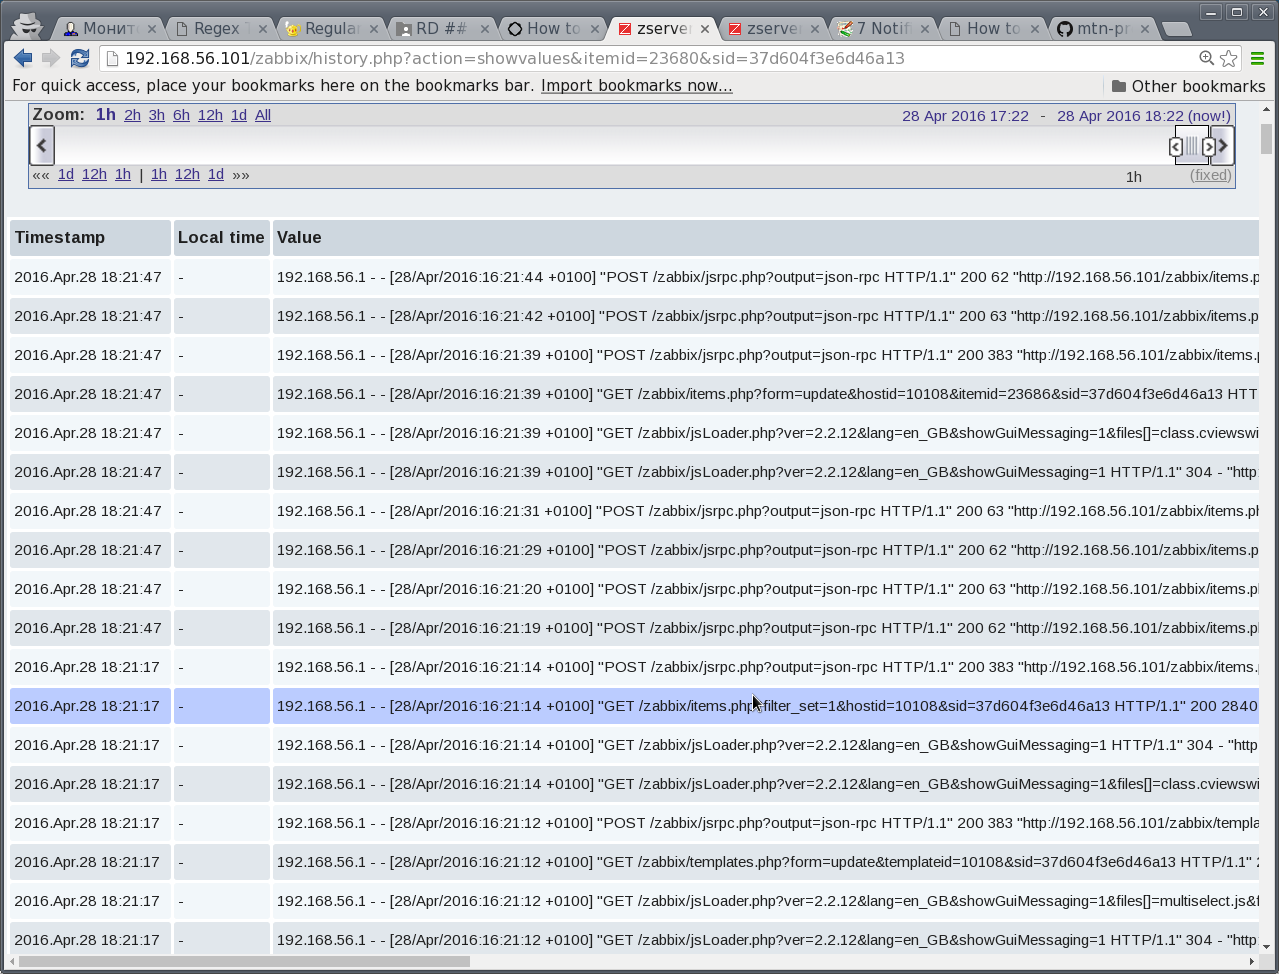 Монит Regex Regula RD ## How to zserve zserve 7 Notif How to mtn-pr
192.168.56.101/zabbix/history.php?action=showvalues&itemid=23680&sid=37d604f3e6d46a13
For quick access, place your bookmarks here on the bookmarks bar. Import bookmarks now... Other bookmarks
Zoom: 1h 2h 3h 6h 12h 1d All 28 Apr 2016 17:22 - 28 Apr 2016 18:22 (now!)
«« 1d 12h 1h | 1h 12h 1d »» 1h (fixed)
Timestamp Local time Value
2016.Apr.28 18:21:47 - 192.168.56.1 - - [28/Apr/2016:16:21:44 +0100] "POST /zabbix/jsrpc.php?output=json-rpc HTTP/1.1" 200 62 "http://192.168.56.101/zabbix/items.p
2016.Apr.28 18:21:47 - 192.168.56.1 - - [28/Apr/2016:16:21:42 +0100] "POST /zabbix/jsrpc.php?output=json-rpc HTTP/1.1" 200 63 "http://192.168.56.101/zabbix/items.p
2016.Apr.28 18:21:47 - 192.168.56.1 - - [28/Apr/2016:16:21:39 +0100] "POST /zabbix/jsrpc.php?output=json-rpc HTTP/1.1" 200 383 "http://192.168.56.101/zabbix/items.
2016.Apr.28 18:21:47 - 192.168.56.1 - - [28/Apr/2016:16:21:39 +0100] "GET /zabbix/items.php?form=update&hostid=10108&itemid=23686&sid=37d604f3e6d46a13 HTT
2016.Apr.28 18:21:47 - 192.168.56.1 - - [28/Apr/2016:16:21:39 +0100] "GET /zabbix/jsLoader.php?ver=2.2.12&lang=en_GB&showGuiMessaging=1&files[]=class.cviewswi
2016.Apr.28 18:21:47 - 192.168.56.1 - - [28/Apr/2016:16:21:39 +0100] "GET /zabbix/jsLoader.php?ver=2.2.12&lang=en_GB&showGuiMessaging=1 HTTP/1.1" 304 - "http
2016.Apr.28 18:21:47 - 192.168.56.1 - - [28/Apr/2016:16:21:31 +0100] "POST /zabbix/jsrpc.php?output=json-rpc HTTP/1.1" 200 63 "http://192.168.56.101/zabbix/items.ph
2016.Apr.28 18:21:47 - 192.168.56.1 - - [28/Apr/2016:16:21:29 +0100] "POST /zabbix/jsrpc.php?output=json-rpc HTTP/1.1" 200 62 "http://192.168.56.101/zabbix/items.p
2016.Apr.28 18:21:47 - 192.168.56.1 - - [28/Apr/2016:16:21:20 +0100] "POST /zabbix/jsrpc.php?output=json-rpc HTTP/1.1" 200 63 "http://192.168.56.101/zabbix/items.p
2016.Apr.28 18:21:47 - 192.168.56.1 - - [28/Apr/2016:16:21:19 +0100] "POST /zabbix/jsrpc.php?output=json-rpc HTTP/1.1" 200 62 "http://192.168.56.101/zabbix/items.p
2016.Apr.28 18:21:17 - 192.168.56.1 - - [28/Apr/2016:16:21:14 +0100] "POST /zabbix/jsrpc.php?output=json-rpc HTTP/1.1" 200 383 "http://192.168.56.101/zabbix/items.
2016.Apr.28 18:21:17 - 192.168.56.1 - - [28/Apr/2016:16:21:14 +0100] "GET /zabbix/items.php?filter_set=1&hostid=10108&sid=37d604f3e6d46a13 HTTP/1.1" 200 2840
2016.Apr.28 18:21:17 - 192.168.56.1 - - [28/Apr/2016:16:21:14 +0100] "GET /zabbix/jsLoader.php?ver=2.2.12&lang=en_GB&showGuiMessaging=1 HTTP/1.1" 304 - "http
2016.Apr.28 18:21:17 - 192.168.56.1 - - [28/Apr/2016:16:21:14 +0100] "GET /zabbix/jsLoader.php?ver=2.2.12&lang=en_GB&showGuiMessaging=1&files[]=class.cviewswi
2016.Apr.28 18:21:17 - 192.168.56.1 - - [28/Apr/2016:16:21:12 +0100] "POST /zabbix/jsrpc.php?output=json-rpc HTTP/1.1" 200 383 "http://192.168.56.101/zabbix/templa
2016.Apr.28 18:21:17 - 192.168.56.1 - - [28/Apr/2016:16:21:12 +0100] "GET /zabbix/templates.php?form=update&templateid=10108&sid=37d604f3e6d46a13 HTTP/1.1" 2
2016.Apr.28 18:21:17 - 192.168.56.1 - - [28/Apr/2016:16:21:12 +0100] "GET /zabbix/jsLoader.php?ver=2.2.12&lang=en_GB&showGuiMessaging=1&files[]=multiselect.js&f
2016.Apr.28 18:21:17 - 192.168.56.1 - - [28/Apr/2016:16:21:12 +0100] "GET /zabbix/jsLoader.php?ver=2.2.12&lang=en_GB&showGuiMessaging=1 HTTP/1.1" 304 - "http